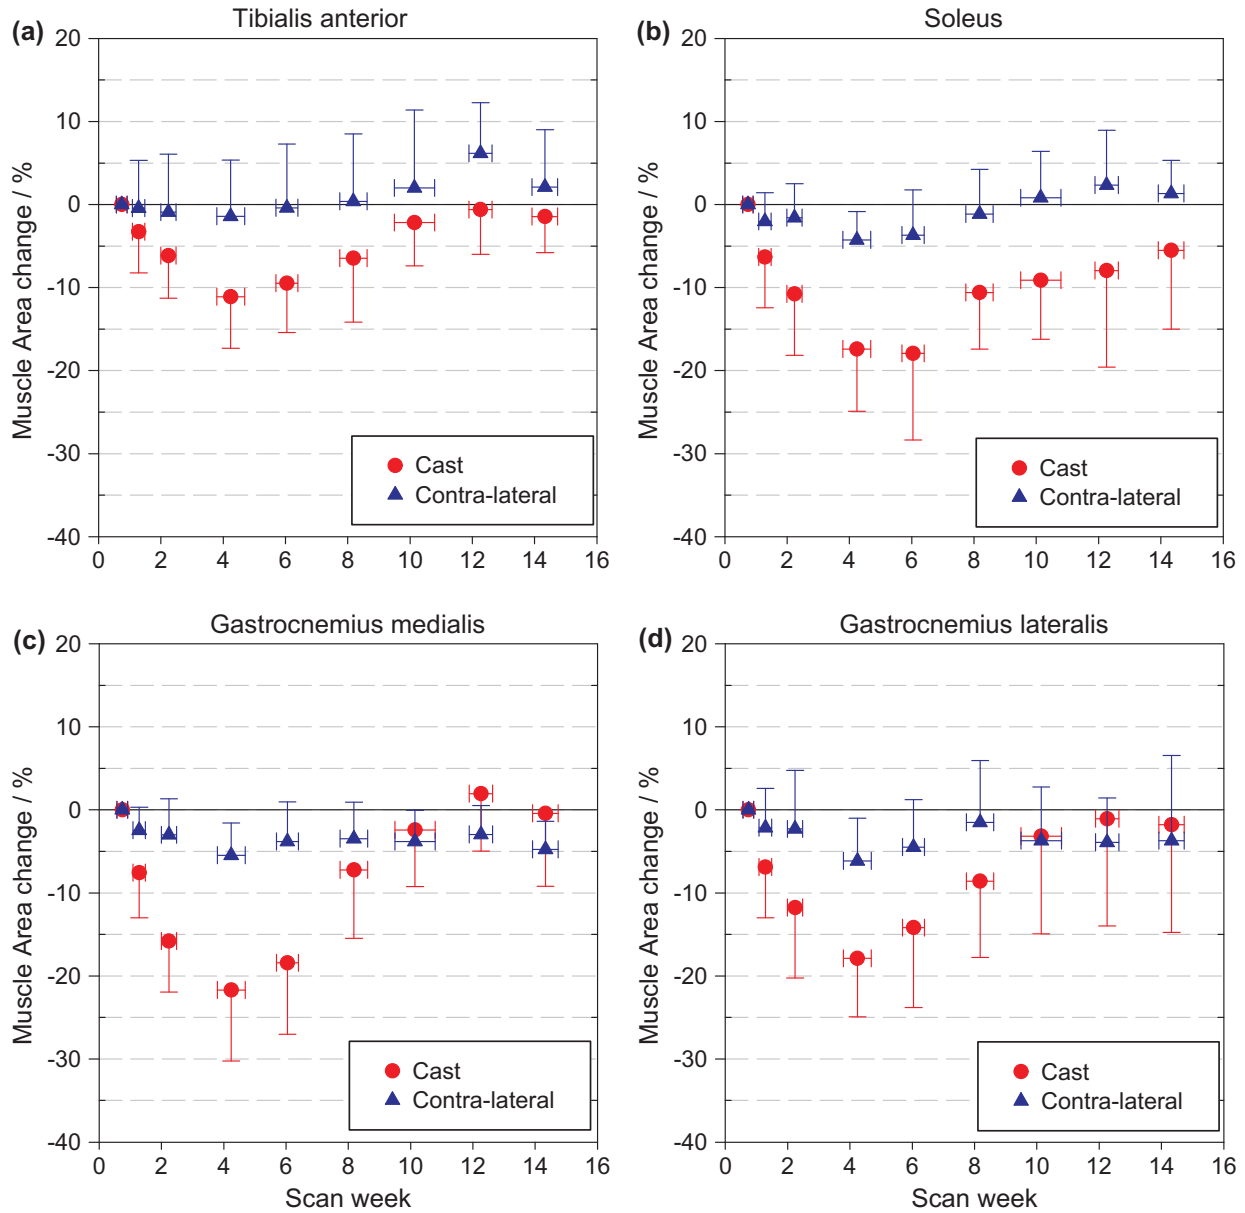 (a)
Tibialis anterior
Muscle Area change / %
20
10
0
-10
-20
-30
-40
0 2 4 6 8 10 12 14 16
Cast
Contra-lateral
(b)
Soleus
Muscle Area change / %
20
10
0
-10
-20
-30
-40
0 2 4 6 8 10 12 14 16
Cast
Contra-lateral
(c)
Gastrocnemius medialis
Muscle Area change / %
20
10
0
-10
-20
-30
-40
0 2 4 6 8 10 12 14 16
Scan week
Cast
Contra-lateral
(d)
Gastrocnemius lateralis
Muscle Area change / %
20
10
0
-10
-20
-30
-40
0 2 4 6 8 10 12 14 16
Scan week
Cast
Contra-lateral